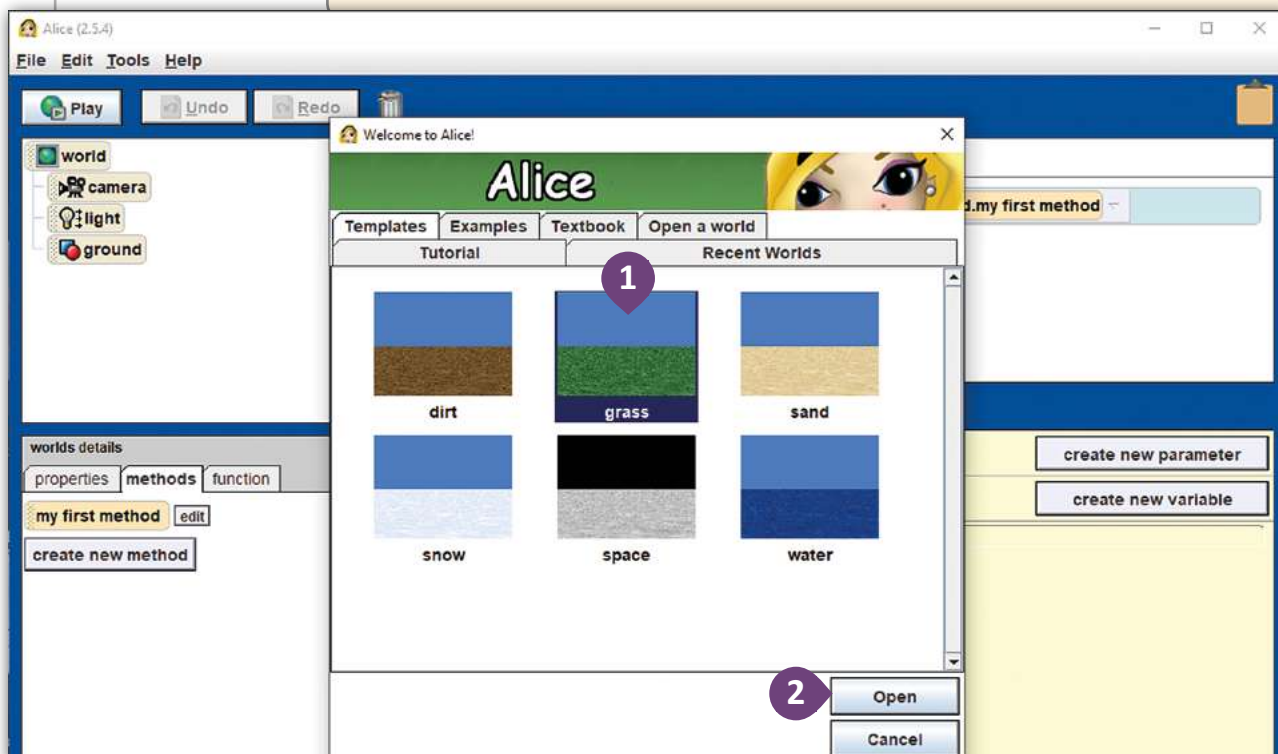 Alice (2.5.4)
File Edit Tools Help
Play Undo Redo
world
camera
light
ground
Welcome to Alice!
Alice
Templates Examples Textbook Open a world
Tutorial Recent Worlds
1
dirt grass sand
snow space water
2
Open
Cancel
d.my first method
worlds details
properties methods function
my first method edit
create new method
create new parameter
create new variable